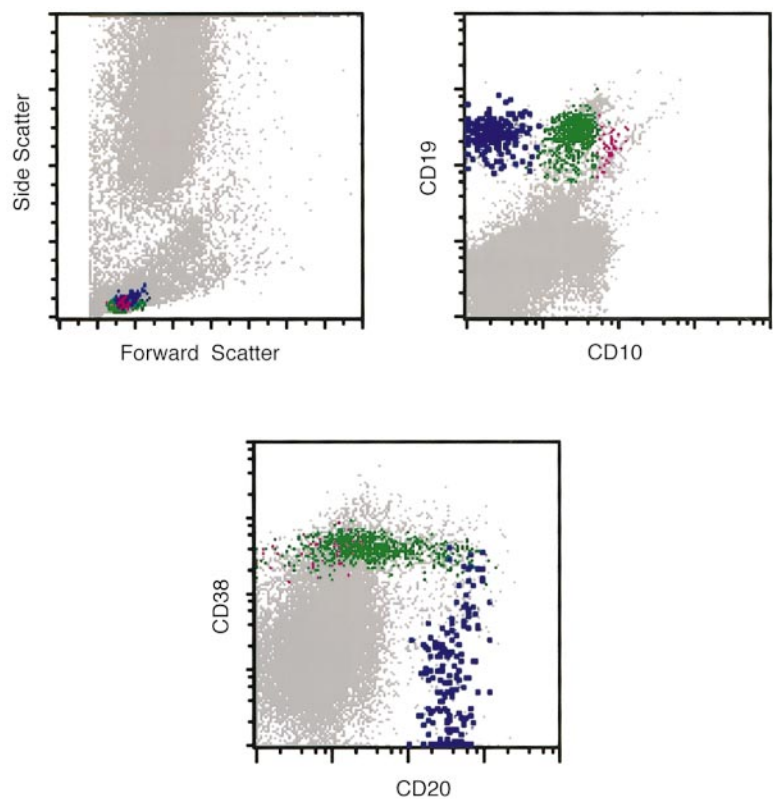 Side Scatter
Forward Scatter
CD19
CD10
CD38
CD20